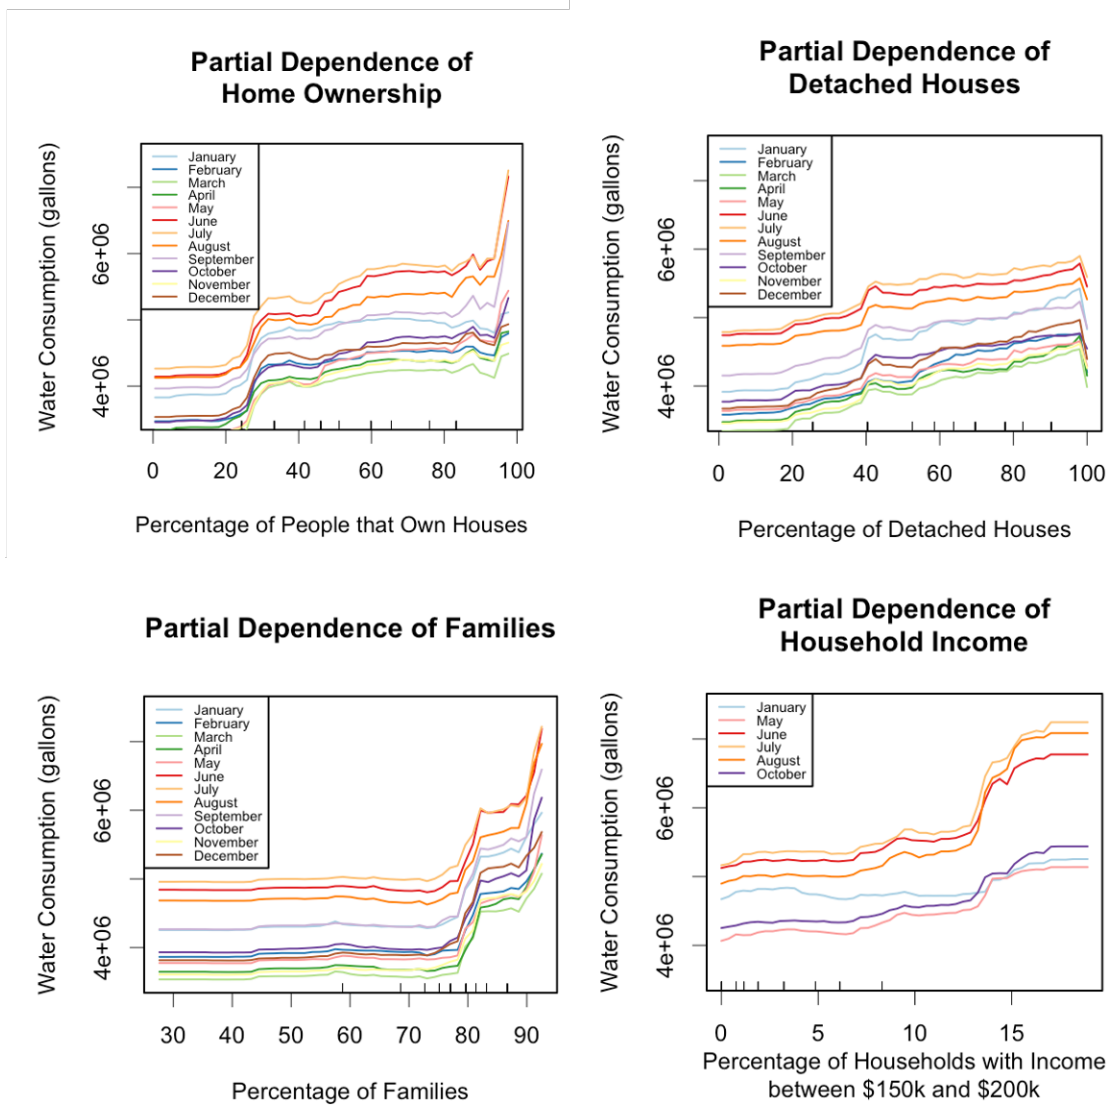 Partial Dependence of
Home Ownership
Water Consumption (gallons)
6e+06
4e+06
January
February
March
April
May
June
July
August
September
October
November
December
0 20 40 60 80 100
Percentage of People that Own Houses
Partial Dependence of
Detached Houses
Water Consumption (gallons)
6e+06
4e+06
January
February
March
April
May
June
July
August
September
October
November
December
0 20 40 60 80 100
Percentage of Detached Houses
Partial Dependence of Families
Water Consumption (gallons)
6e+06
4e+06
January
February
March
April
May
June
July
August
September
October
November
December
30 40 50 60 70 80 90
Percentage of Families
Partial Dependence of
Household Income
Water Consumption (gallons)
6e+06
4e+06
January
May
June
July
August
October
0 5 10 15
Percentage of Households with Income
between $150k and $200k